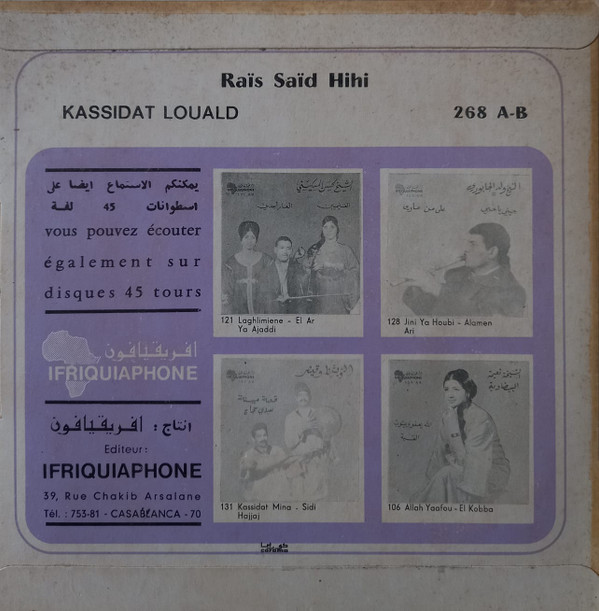 Raïs Saïd Hihi
KASSIDAT LOUALD
268 A-B
يمكنكم الاستماع ايضا على
اسطوانات 45 لفة
vous pouvez écouter
également sur
disques 45 tours
افريقيافون
IFRIQUIAPHONE
انتاج : افريقيافون
Editeur :
IFRIQUIAPHONE
39, Rue Chakib Arsalane
Tél. : 753-81 - CASABLANCA - 70
121 Laghlimiene - El Ar
Ya Ajaddi
128 Jini Ya Houbi - Alamen
Ari
131 Kassidat Mina - Sidi
Hajjaj
106 Allah Yaafou - El Kobba